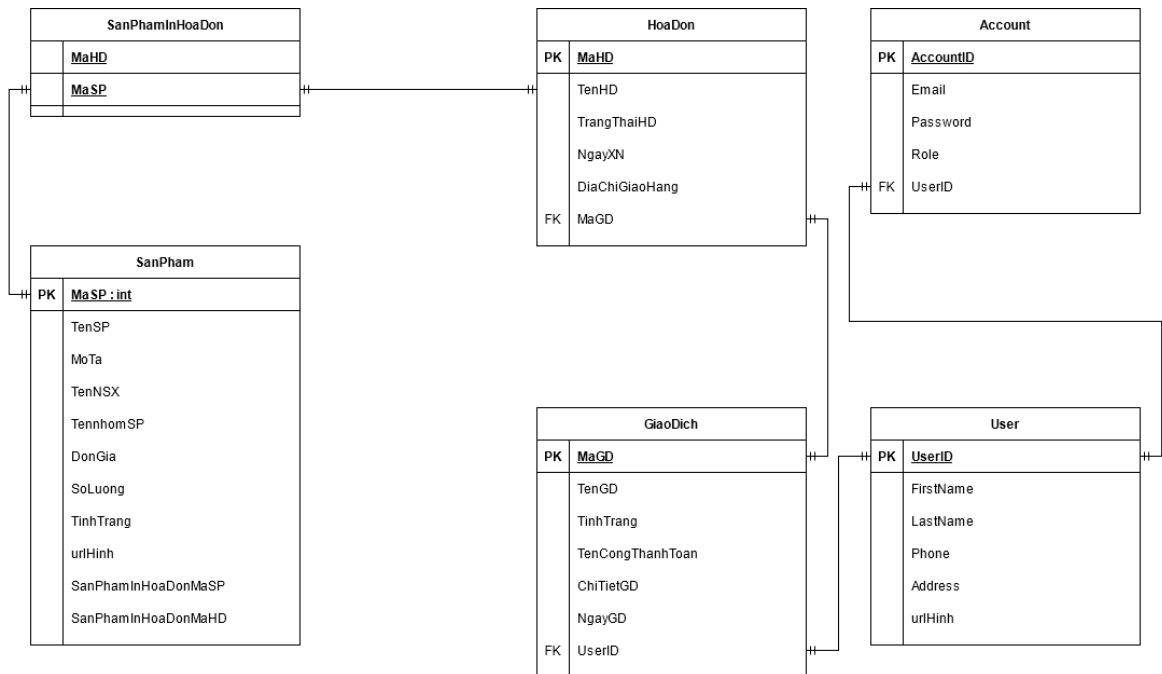 SanPhamInHoaDon
MaHD
MaSP
HoaDon
PK MaHD
TenHD
TrangThaiHD
NgayXN
DiaChiGiaoHang
FK MaGD
Account
PK AccountID
Email
Password
Role
FK UserID
SanPham
PK MaSP : int
TenSP
MoTa
TenNSX
TennhomSP
DonGia
SoLuong
TinhTrang
urlHinh
SanPhamInHoaDonMaSP
SanPhamInHoaDonMaHD
GiaoDich
PK MaGD
TenGD
TinhTrang
TenCongThanhToan
ChiTietGD
NgayGD
FK UserID
User
PK UserID
FirstName
LastName
Phone
Address
urlHinh